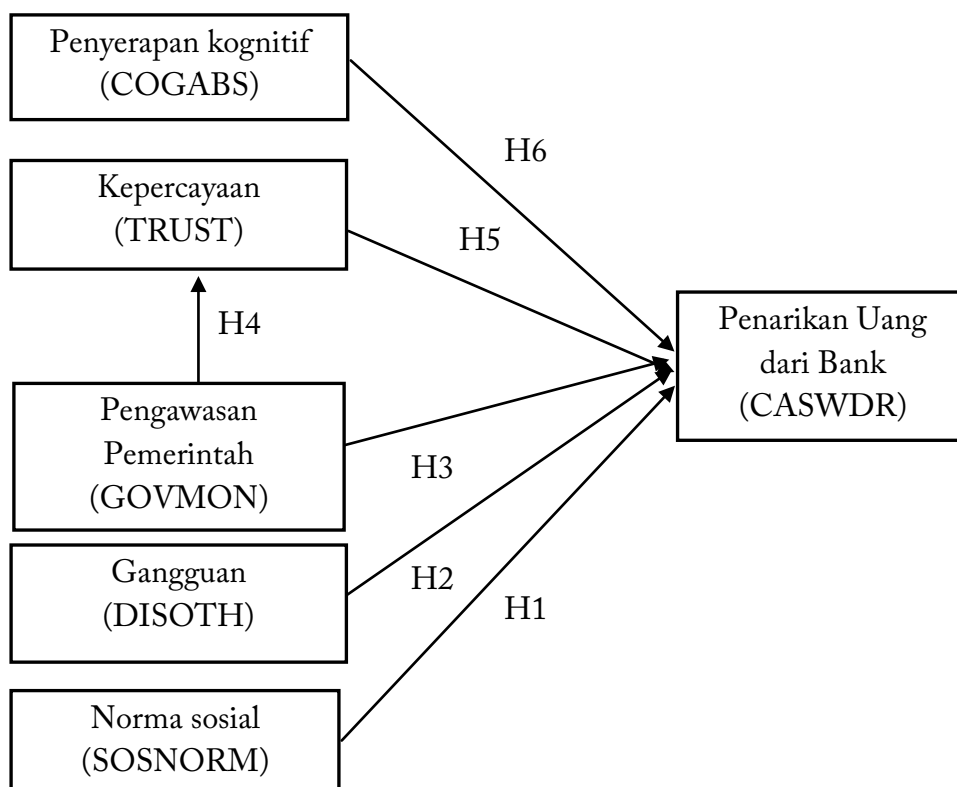 Penyerapan kognitif
(COGABS)
H6
Kepercayaan
(TRUST)
H5
H4
Penarikan Uang
dari Bank
(CASWDR)
Pengawasan
Pemerintah
(GOVMON)
H3
Gangguan
(DISOTH)
H2
H1
Norma sosial
(SOSNORM)